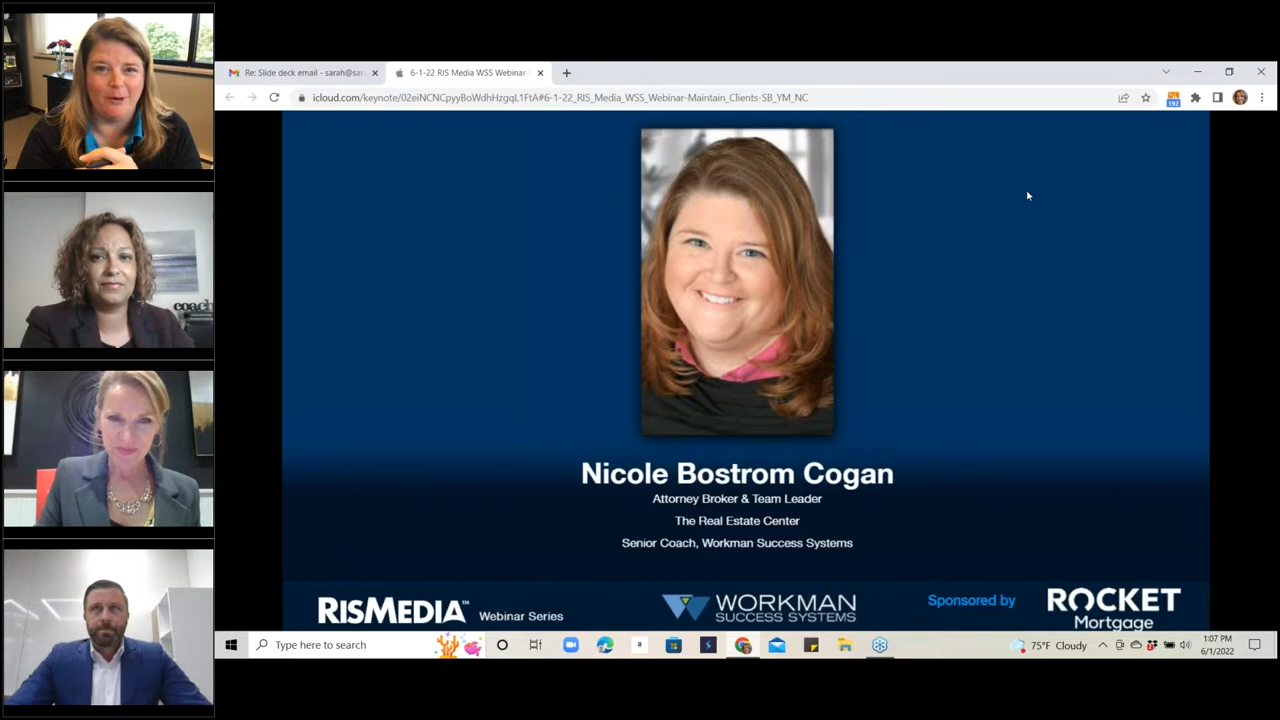 coach
Re: Slide deck email - sarah@sar
6-1-22 RIS Media WSS Webinar-
icloud.com/keynote/02eiNCNCpyyBoWdhHzgqL1FtA#6-1-22_RIS_Media_WSS_Webinar-Maintain_Clients-SB_YM_NC
192
Nicole Bostrom Cogan
Attorney Broker & Team Leader
The Real Estate Center
Senior Coach, Workman Success Systems
RISMEDIA™ Webinar Series
WORKMAN
SUCCESS SYSTEMS
Sponsored by
ROCKET
Mortgage
Type here to search
a
75°F Cloudy
1:07 PM
6/1/2022